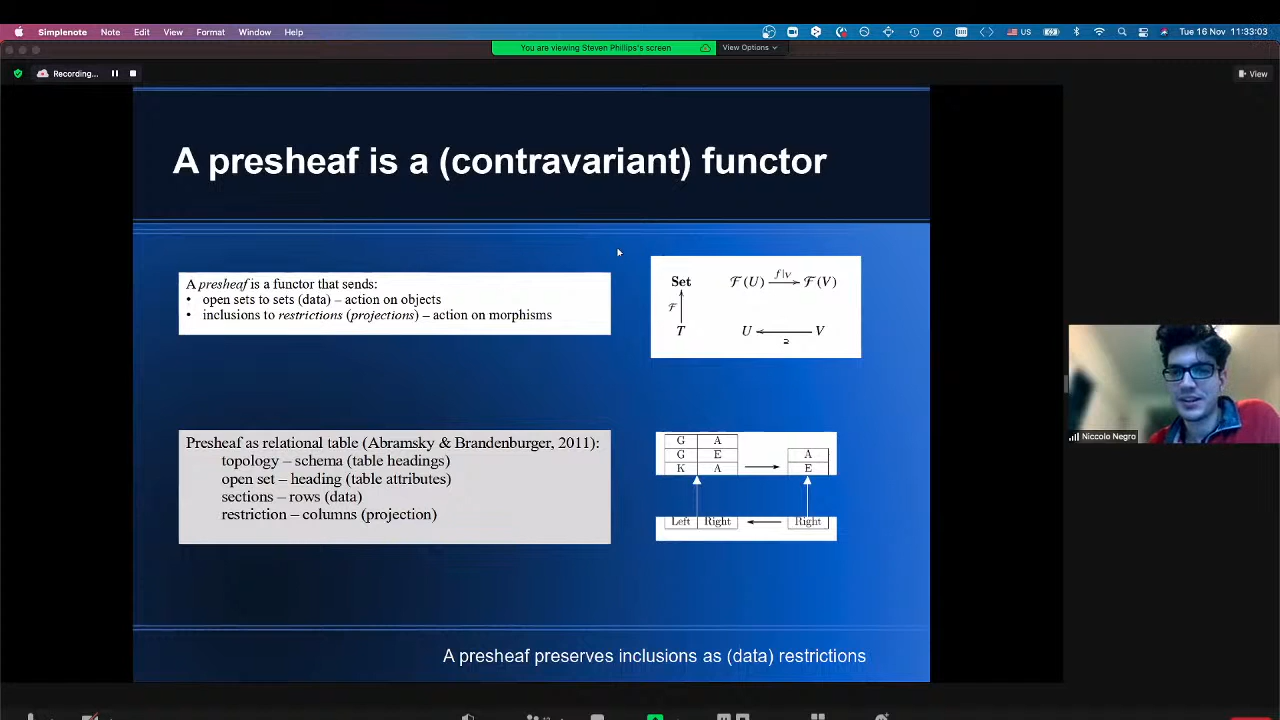 Simplenote Note Edit View Format Window Help US Tue 16 Nov 11:33:03
You are viewing Steven Phillips's screen View Options
Recording... View
A presheaf is a (contravariant) functor
A presheaf is a functor that sends:
• open sets to sets (data) – action on objects
• inclusions to restrictions (projections) – action on morphisms
Set F(U) f|V F(V)
F
T U ⊇ V
Presheaf as relational table (Abramsky & Brandenburger, 2011):
topology – schema (table headings)
open set – heading (table attributes)
sections – rows (data)
restriction – columns (projection)
G A
G E A
K A E
Left Right Right
Niccolo Negro
A presheaf preserves inclusions as (data) restrictions